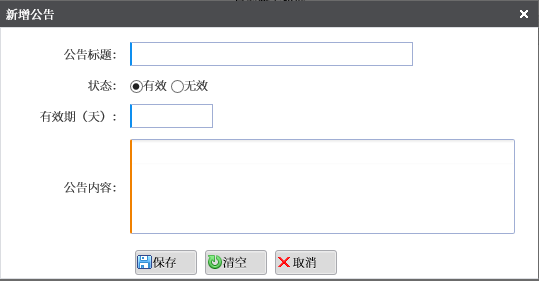 新增公告
公告标题：
状态： 有效 无效
有效期（天）：
公告内容：
保存 清空 取消